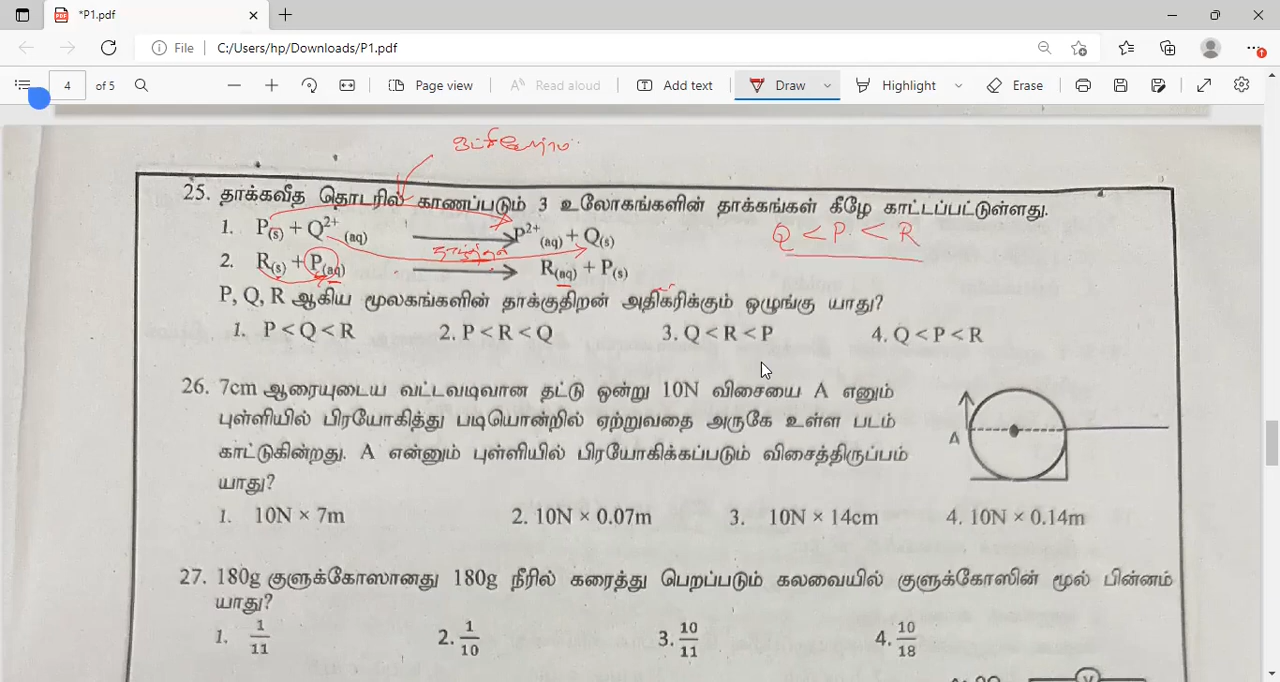 *P1.pdf
File C:/Users/hp/Downloads/P1.pdf
4 of 5 Page view Read aloud Add text Draw Highlight Erase
25. தாக்கவீத தொடரில் காணப்படும் 3 உலோகங்களின் தாக்கங்கள் கீழே காட்டப்பட்டுள்ளது.
1. P(s) + Q2+ (aq) P2+(aq) + Q(s)
Q < P < R
2. R(s) + P(aq) R(aq) + P(s)
P, Q, R ஆகிய மூலகங்களின் தாக்குதிறன் அதிகரிக்கும் ஒழுங்கு யாது?
1. P < Q < R 2. P < R < Q 3. Q < R < P 4. Q < P < R
26. 7cm ஆரையுடைய வட்டவடிவான தட்டு ஒன்று 10N விசையை A எனும்
புள்ளியில் பிரயோகித்து படியொன்றில் ஏற்றுவதை அருகே உள்ள படம்
காட்டுகின்றது. A என்னும் புள்ளியில் பிரயோகிக்கப்படும் விசைத்திருப்பம்
யாது?
A
1. 10N × 7m 2. 10N × 0.07m 3. 10N × 14cm 4. 10N × 0.14m
27. 180g குளுக்கோஸானது 180g நீரில் கரைத்து பெறப்படும் கலவையில் குளுக்கோஸின் மூல் பின்னம்
யாது?
1. 1/11 2. 1/10 3. 10/11 4. 10/18
V